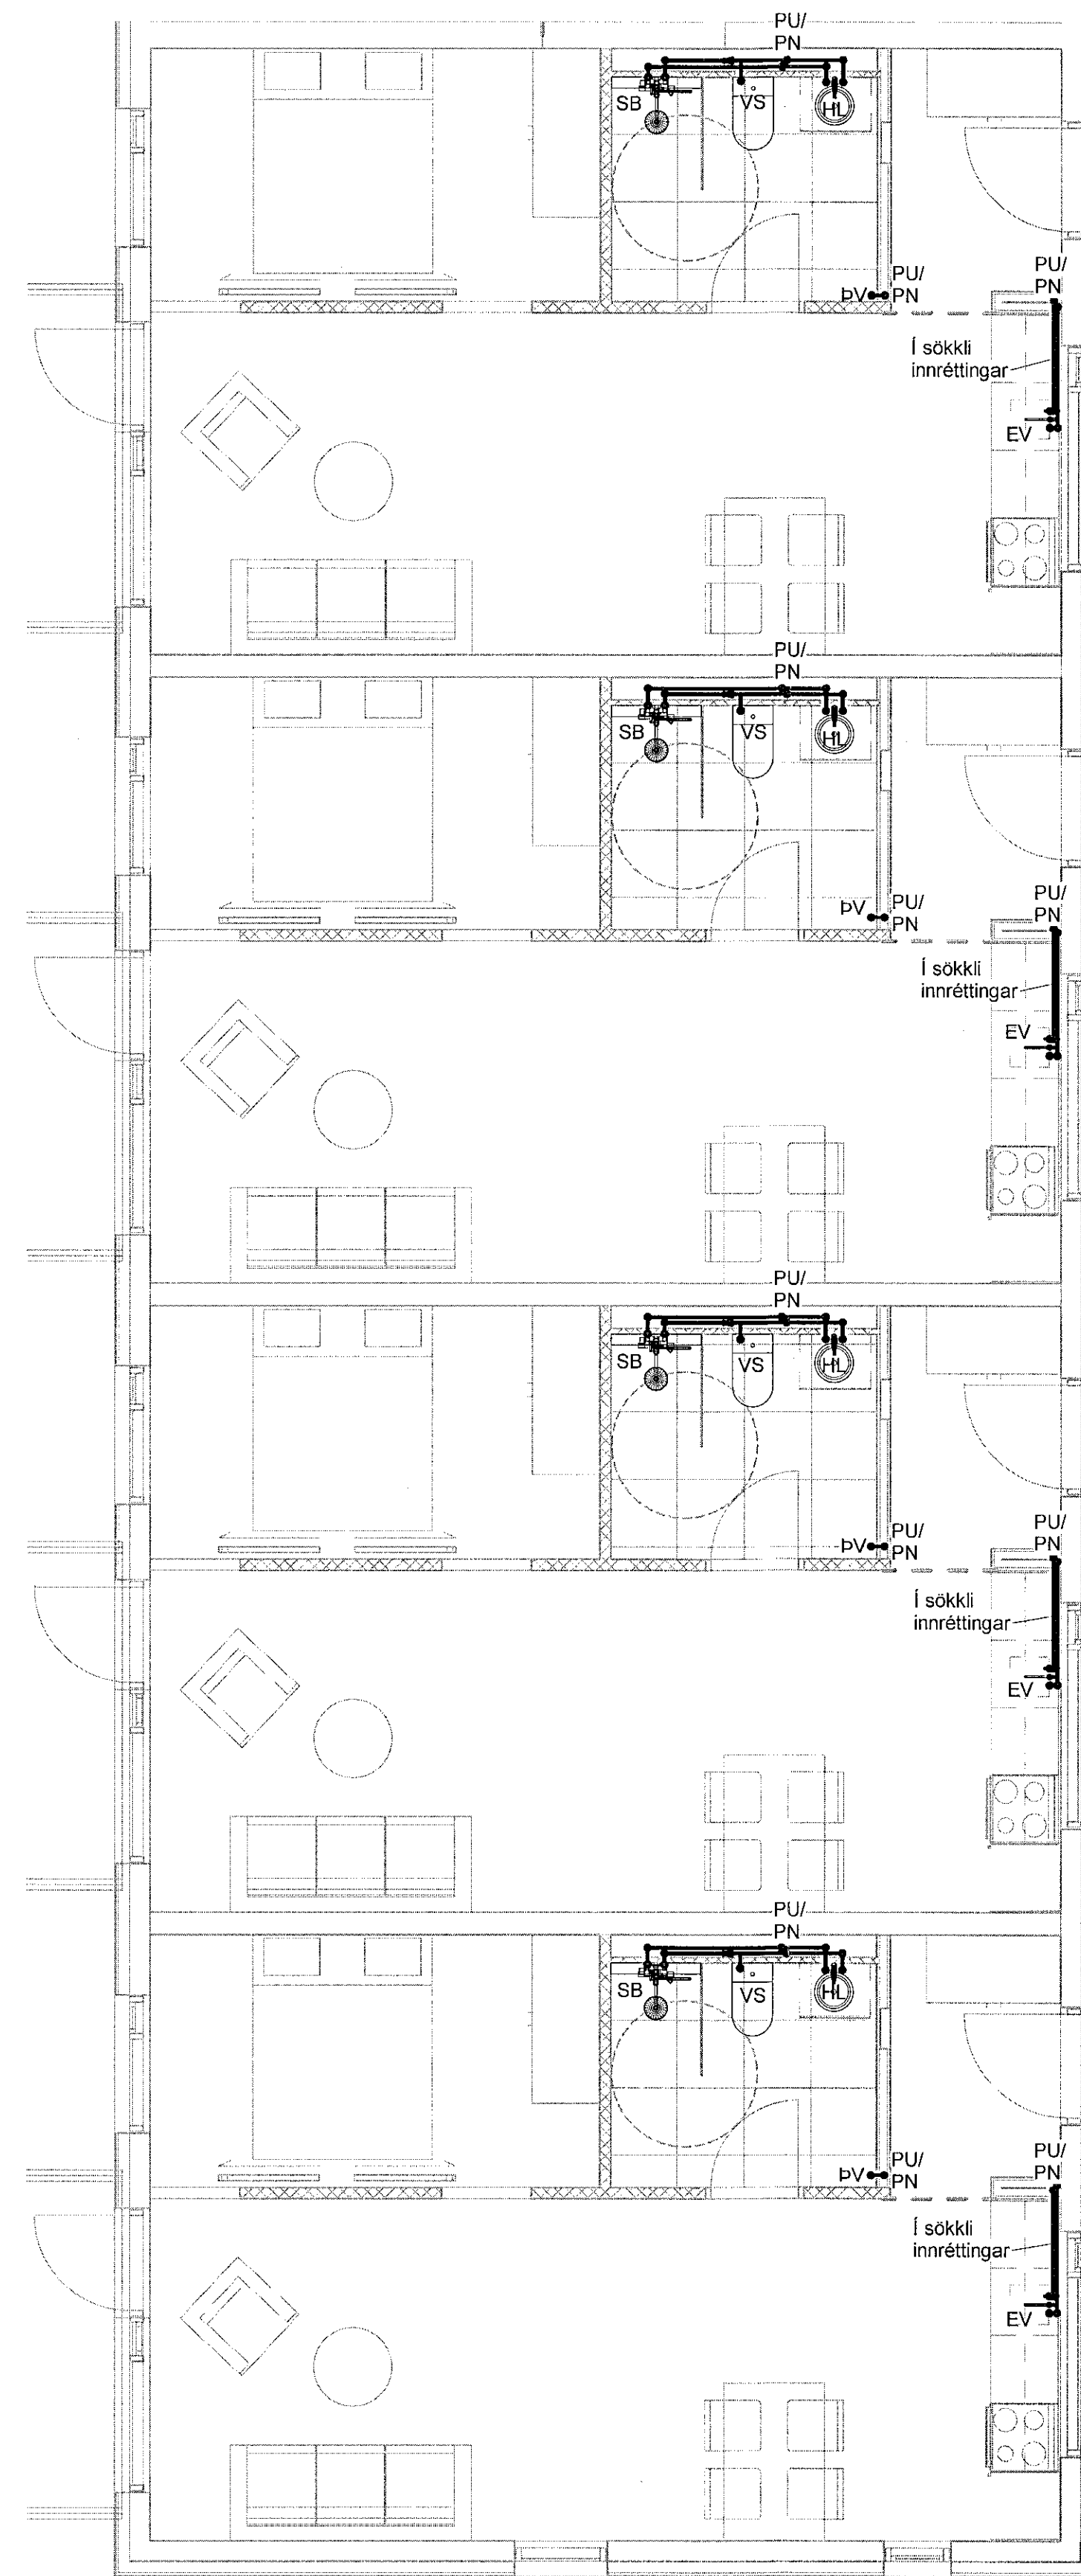 PU/
PN
SB
VS
HL
ÞV
PU/
PN
PU/
PN
Í sökkli
innréttingar
EV
PU/
PN
SB
VS
HL
ÞV
PU/
PN
PU/
PN
Í sökkli
innréttingar
EV
PU/
PN
SB
VS
HL
ÞV
PU/
PN
PU/
PN
Í sökkli
innréttingar
EV
PU/
PN
SB
VS
HL
ÞV
PU/
PN
PU/
PN
Í sökkli
innréttingar
EV